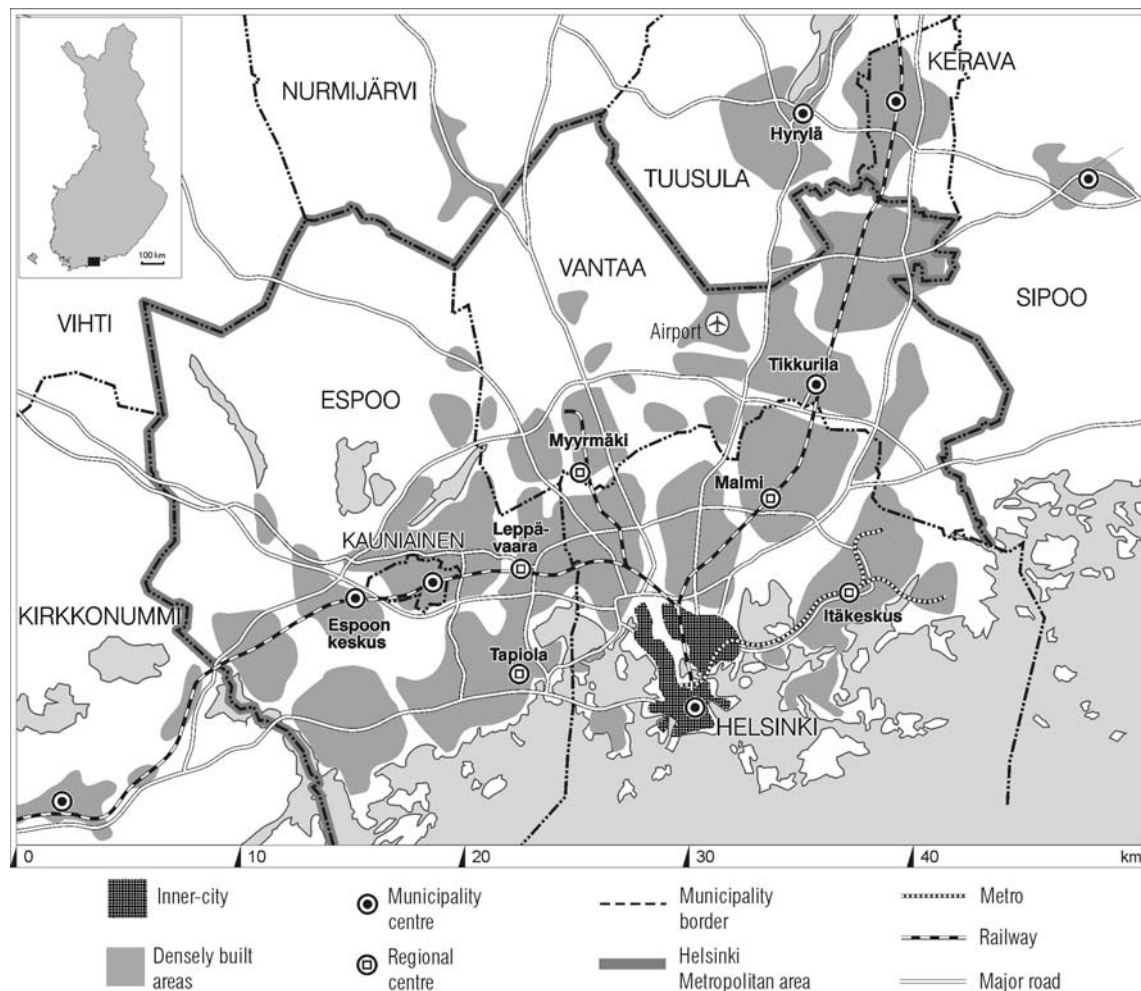 KERAVA
NURMIJÄRVI
Hyrylä
TUUSULA
100 km
VANTAA
SIPOO
VIHTI
Airport
Tikkurila
ESPOO
Myyrmäki
Malmi
Leppä-
vaara
KAUNIAINEN
KIRKKONUMMI
Espoon
keskus
Itäkeskus
Tapiola
HELSINKI
0 10 20 30 40 km
Inner-city
Municipality
centre
Municipality
border
Metro
Railway
Densely built
areas
Regional
centre
Helsinki
Metropolitan area
Major road